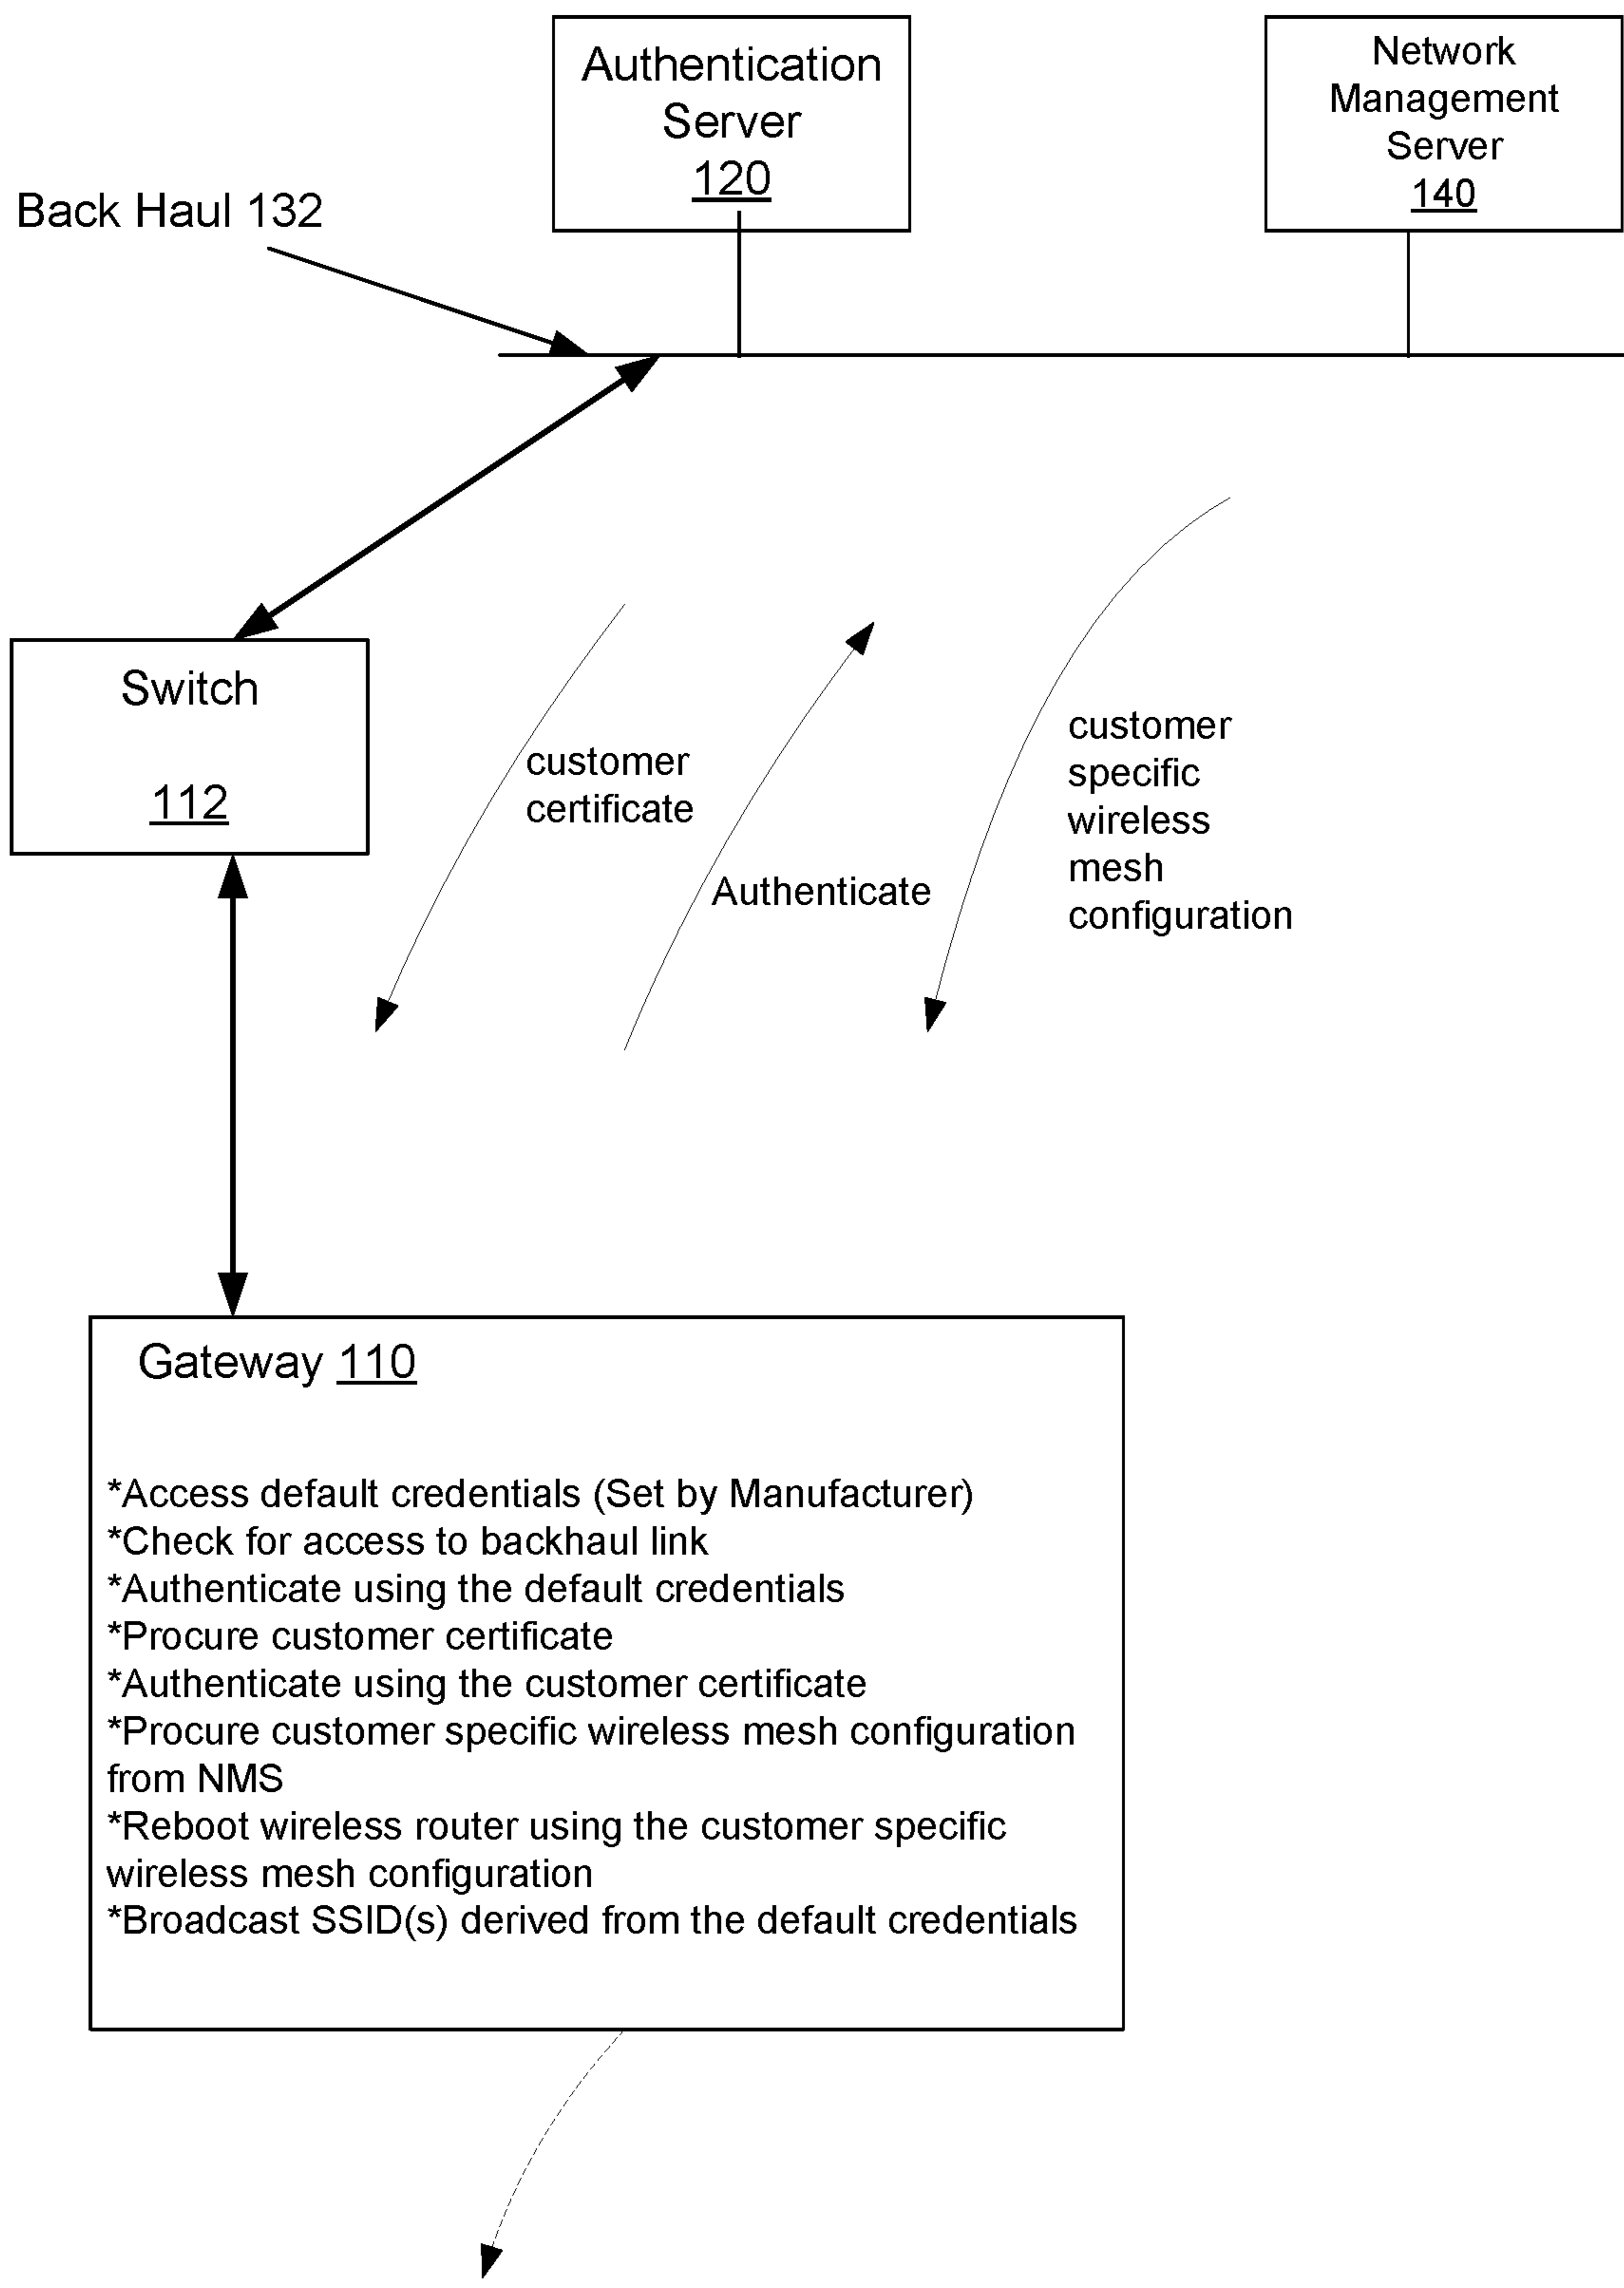 Authentication
Server
120
Network
Management
Server
140
Back Haul 132
Switch
112
customer
certificate
Authenticate
customer
specific
wireless
mesh
configuration
Gateway 110
*Access default credentials (Set by Manufacturer)
*Check for access to backhaul link
*Authenticate using the default credentials
*Procure customer certificate
*Authenticate using the customer certificate
*Procure customer specific wireless mesh configuration
from NMS
*Reboot wireless router using the customer specific
wireless mesh configuration
*Broadcast SSID(s) derived from the default credentials